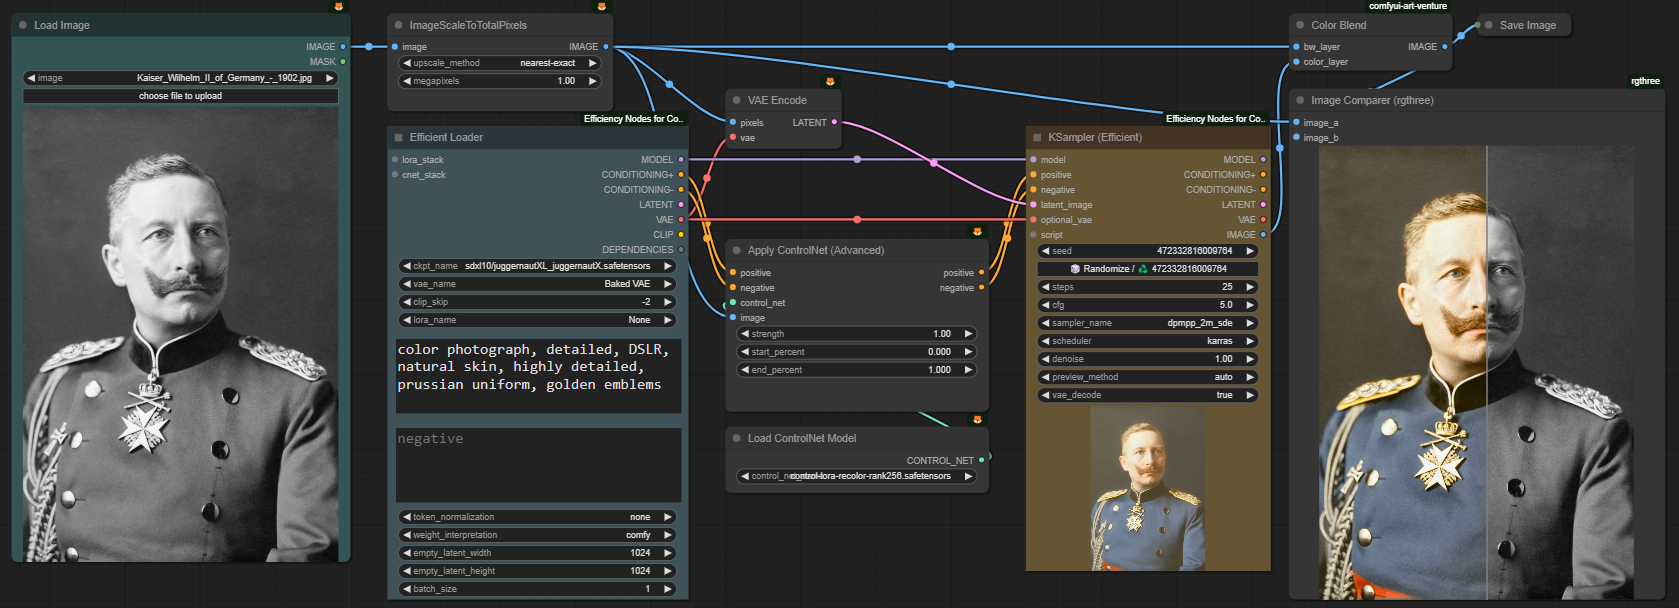 Load Image
IMAGE
MASK
image Kaiser_Wilhelm_II_of_Germany_-_1902.jpg
choose file to upload
ImageScaleToTotalPixels
image IMAGE
upscale_method nearest-exact
megapixels 1.00
Efficiency Nodes for Co..
Efficient Loader
lora_stack MODEL
cnet_stack CONDITIONING+
CONDITIONING-
LATENT
VAE
CLIP
DEPENDENCIES
ckpt_name sdxl10/juggernautXL_juggernautX.safetensors
vae_name Baked VAE
clip_skip -2
lora_name None
color photograph, detailed, DSLR,
natural skin, highly detailed,
prussian uniform, golden emblems
negative
token_normalization none
weight_interpretation comfy
empty_latent_width 1024
empty_latent_height 1024
batch_size 1
VAE Encode
pixels LATENT
vae
Apply ControlNet (Advanced)
positive positive
negative negative
control_net
image
strength 1.00
start_percent 0.000
end_percent 1.000
Load ControlNet Model
CONTROL_NET
control-lora-recolor-rank256.safetensors
Efficiency Nodes for Co..
KSampler (Efficient)
model MODEL
positive CONDITIONING+
negative CONDITIONING-
latent_image LATENT
optional_vae VAE
script IMAGE
seed 472332816009764
Randomize / 472332816009764
steps 25
cfg 5.0
sampler_name dpmpp_2m_sde
scheduler karras
denoise 1.00
preview_method auto
vae_decode true
comfyui-art-venture
Color Blend
bw_layer IMAGE
color_layer
Save Image
rgthree
Image Comparer (rgthree)
image_a
image_b